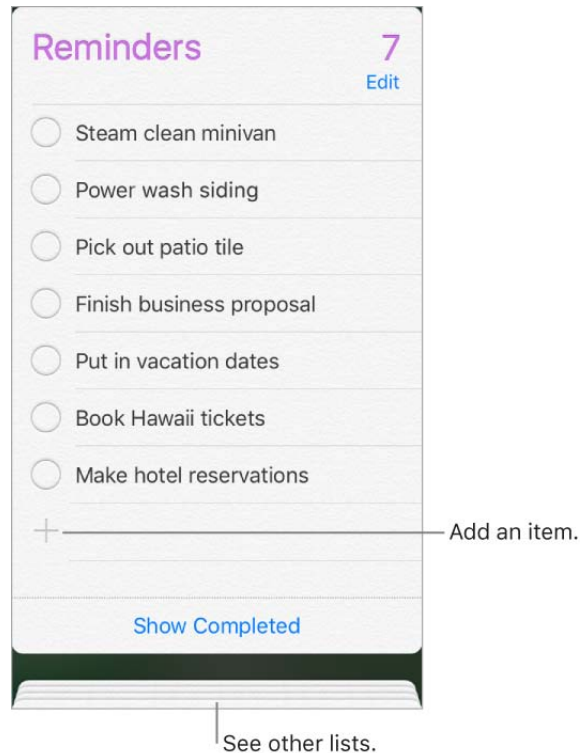 Reminders 7
Edit
Steam clean minivan
Power wash siding
Pick out patio tile
Finish business proposal
Put in vacation dates
Book Hawaii tickets
Make hotel reservations
Add an item.
Show Completed
See other lists.